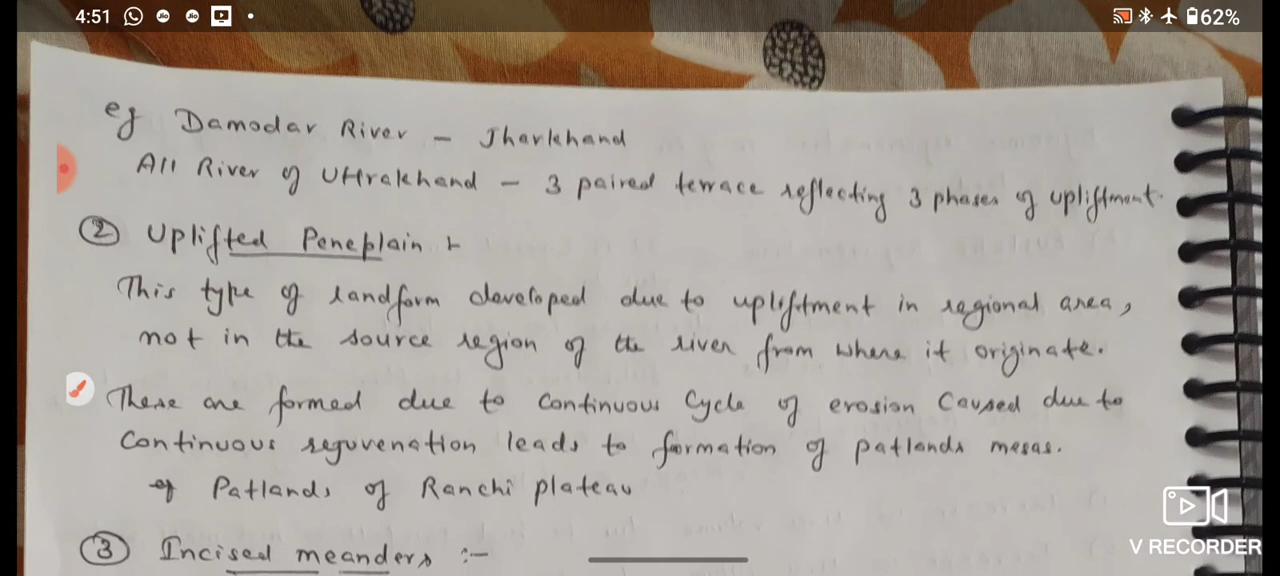 4:51
62%
eg Damodar River - Jharkhand
All River of Uttrakhand - 3 paired terrace reflecting 3 phases of upliftment.
② Uplifted Peneplain :-
This type of landform developed due to upliftment in regional area,
not in the source region of the river from where it originate.
These are formed due to continuous cycle of erosion caused due to
continuous rejuvenation leads to formation of patlands mesas.
eg Patlands of Ranchi plateau
③ Incised meanders :-
V RECORDER